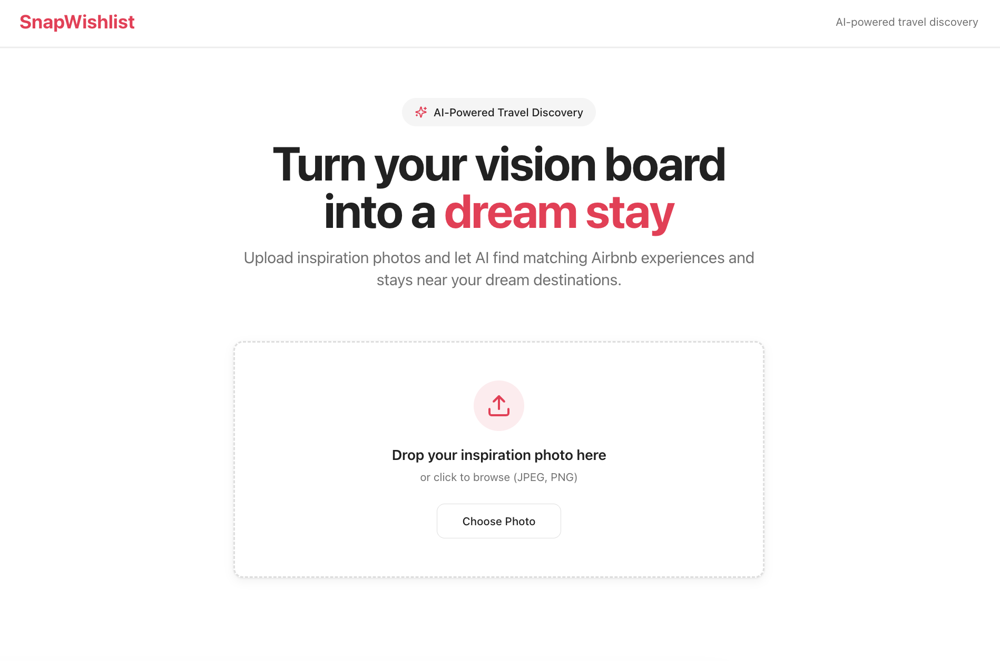 SnapWishlist
AI-powered travel discovery
AI-Powered Travel Discovery
Turn your vision board
into a dream stay
Upload inspiration photos and let AI find matching Airbnb experiences and
stays near your dream destinations.
Drop your inspiration photo here
or click to browse (JPEG, PNG)
Choose Photo